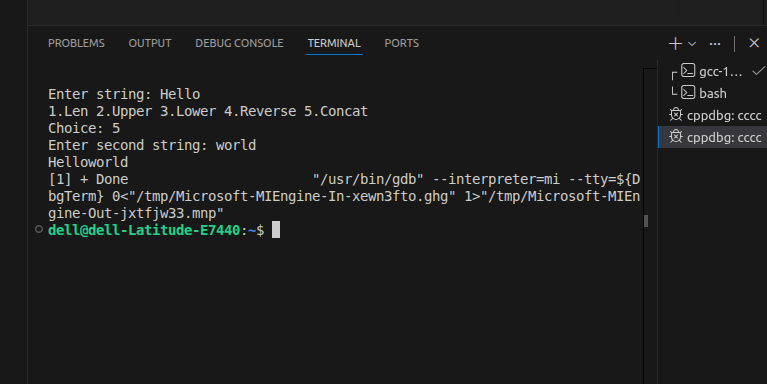 PROBLEMS OUTPUT DEBUG CONSOLE TERMINAL PORTS
Enter string: Hello
1.Len 2.Upper 3.Lower 4.Reverse 5.Concat
Choice: 5
Enter second string: world
Helloworld
[1] + Done                       "/usr/bin/gdb" --interpreter=mi --tty=${D
bgTerm} 0<"/tmp/Microsoft-MIEngine-In-xewn3fto.ghg" 1>"/tmp/Microsoft-MIEn
gine-Out-jxtfjw33.mnp"
dell@dell-Latitude-E7440:~$
gcc-1...
bash
cppdbg: cccc
cppdbg: cccc